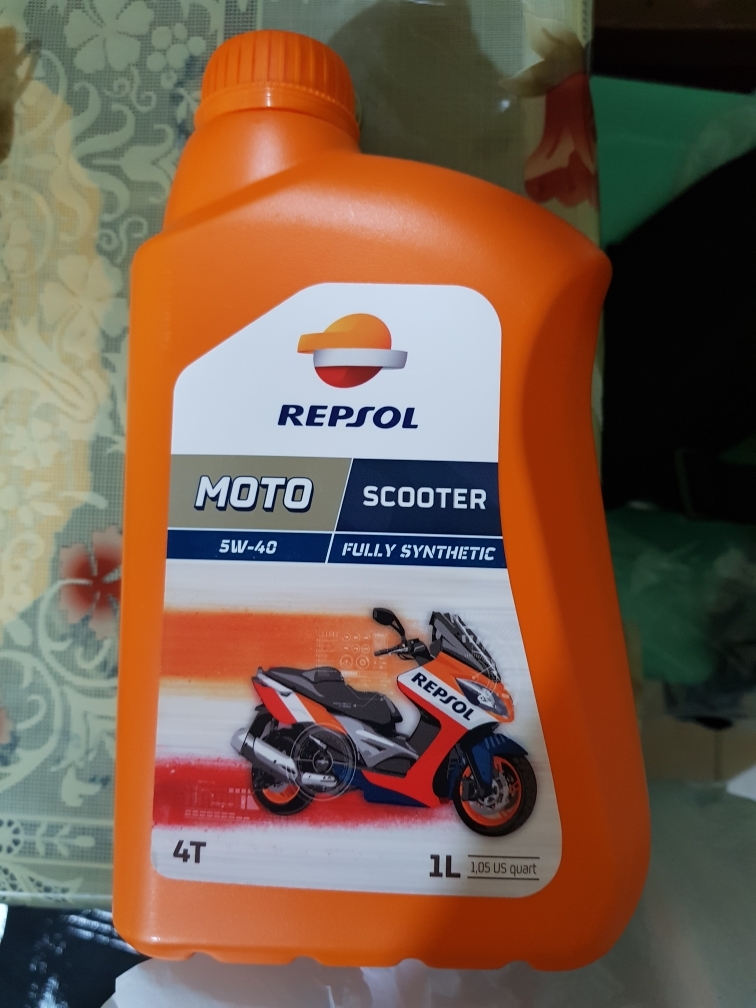 REPSOL
MOTO SCOOTER
5W-40 FULLY SYNTHETIC
REPSOL
4T
1L 1,05 US quart